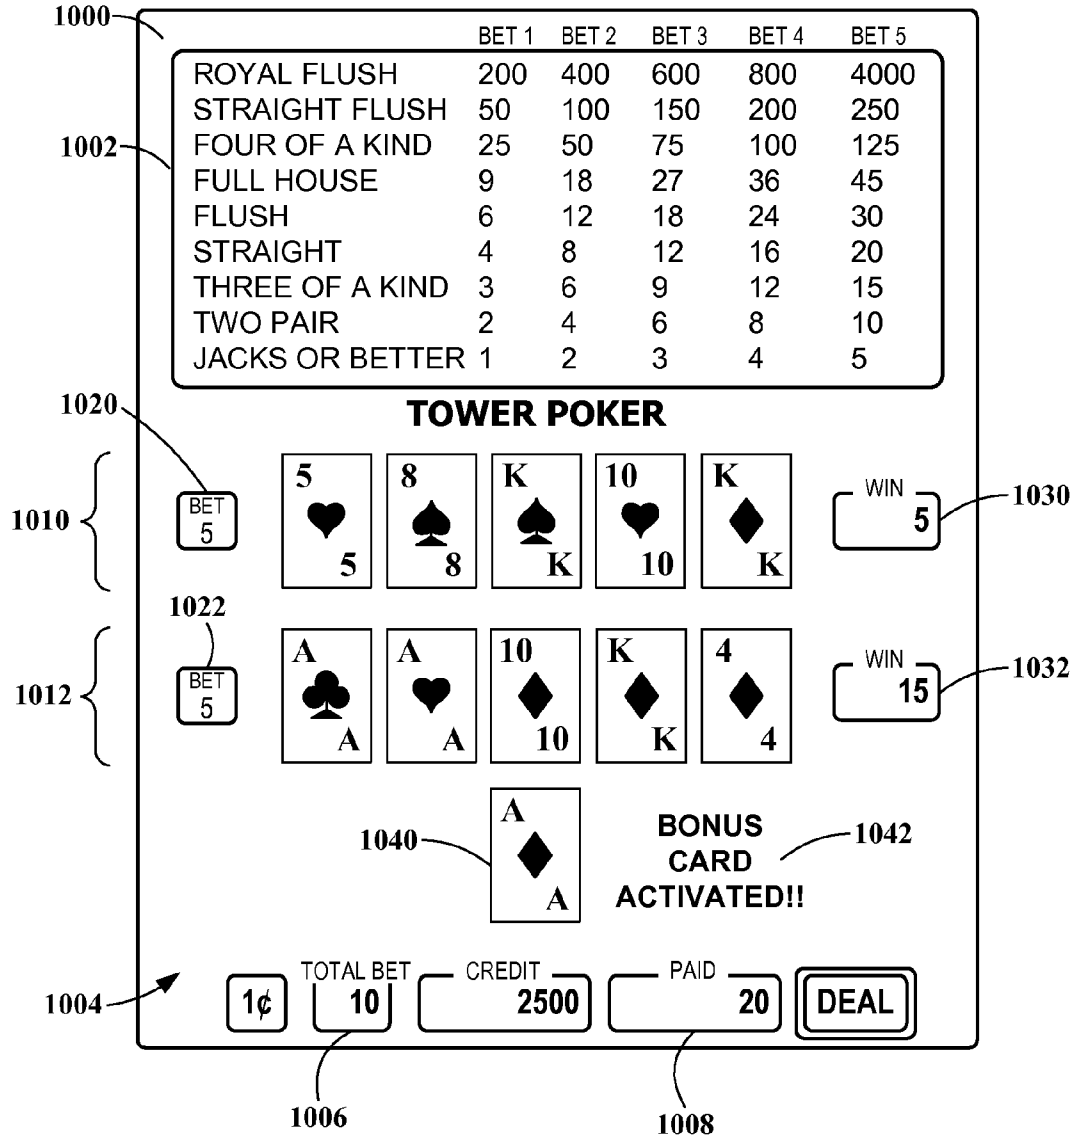 1000
BET 1 BET 2 BET 3 BET 4 BET 5
ROYAL FLUSH 200 400 600 800 4000
STRAIGHT FLUSH 50 100 150 200 250
1002
FOUR OF A KIND 25 50 75 100 125
FULL HOUSE 9 18 27 36 45
FLUSH 6 12 18 24 30
STRAIGHT 4 8 12 16 20
THREE OF A KIND 3 6 9 12 15
TWO PAIR 2 4 6 8 10
JACKS OR BETTER 1 2 3 4 5
1020
TOWER POKER
5 8 K 10 K
WIN
1030
BET
5
1010
5
5 8 K 10 K
1022
A A 10 K 4
WIN
1032
BET
5
1012
15
A A 10 K 4
A
1040
BONUS
CARD
ACTIVATED!!
1042
A
TOTAL BET CREDIT PAID
1004
1¢ 10 2500 20 DEAL
1006
1008